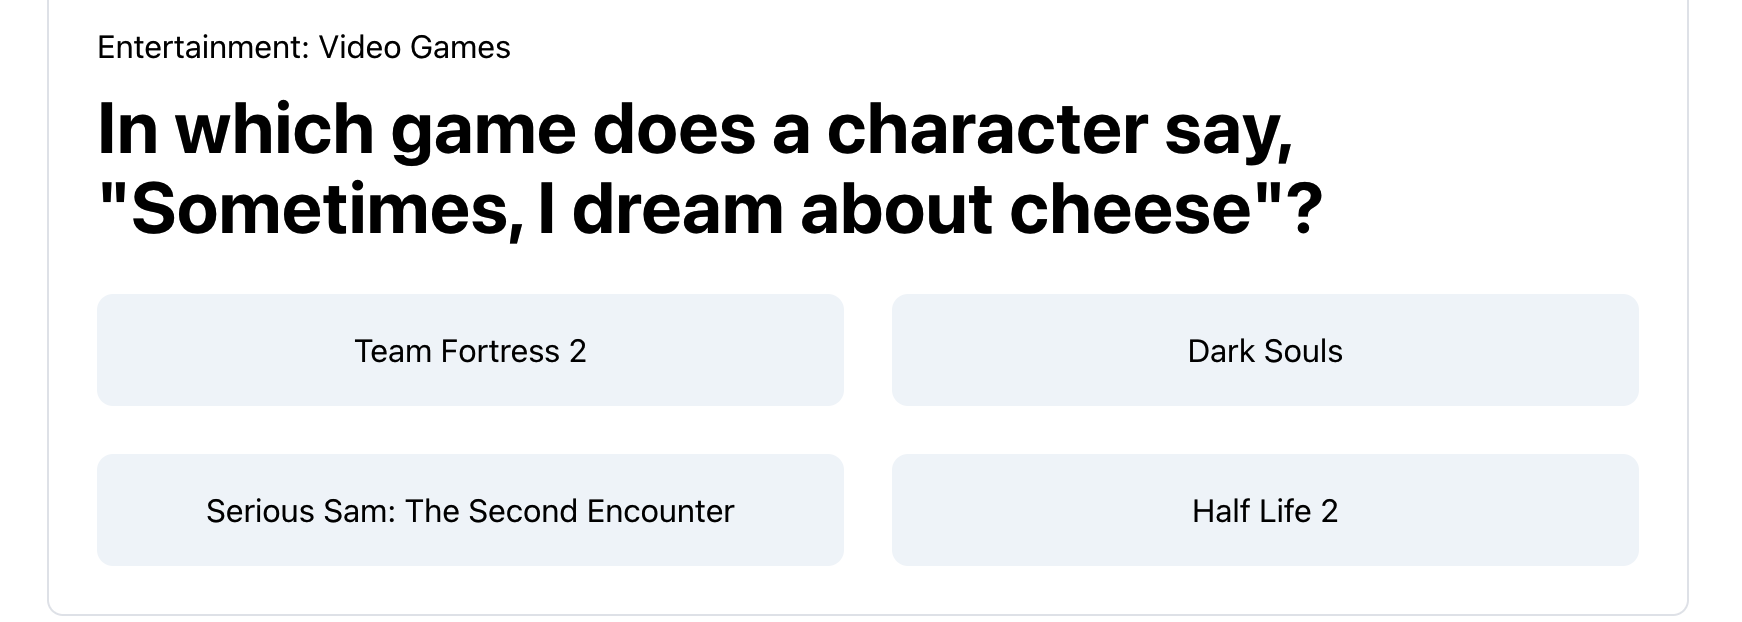 Entertainment: Video Games
In which game does a character say,
"Sometimes, I dream about cheese"?
Team Fortress 2
Dark Souls
Serious Sam: The Second Encounter
Half Life 2